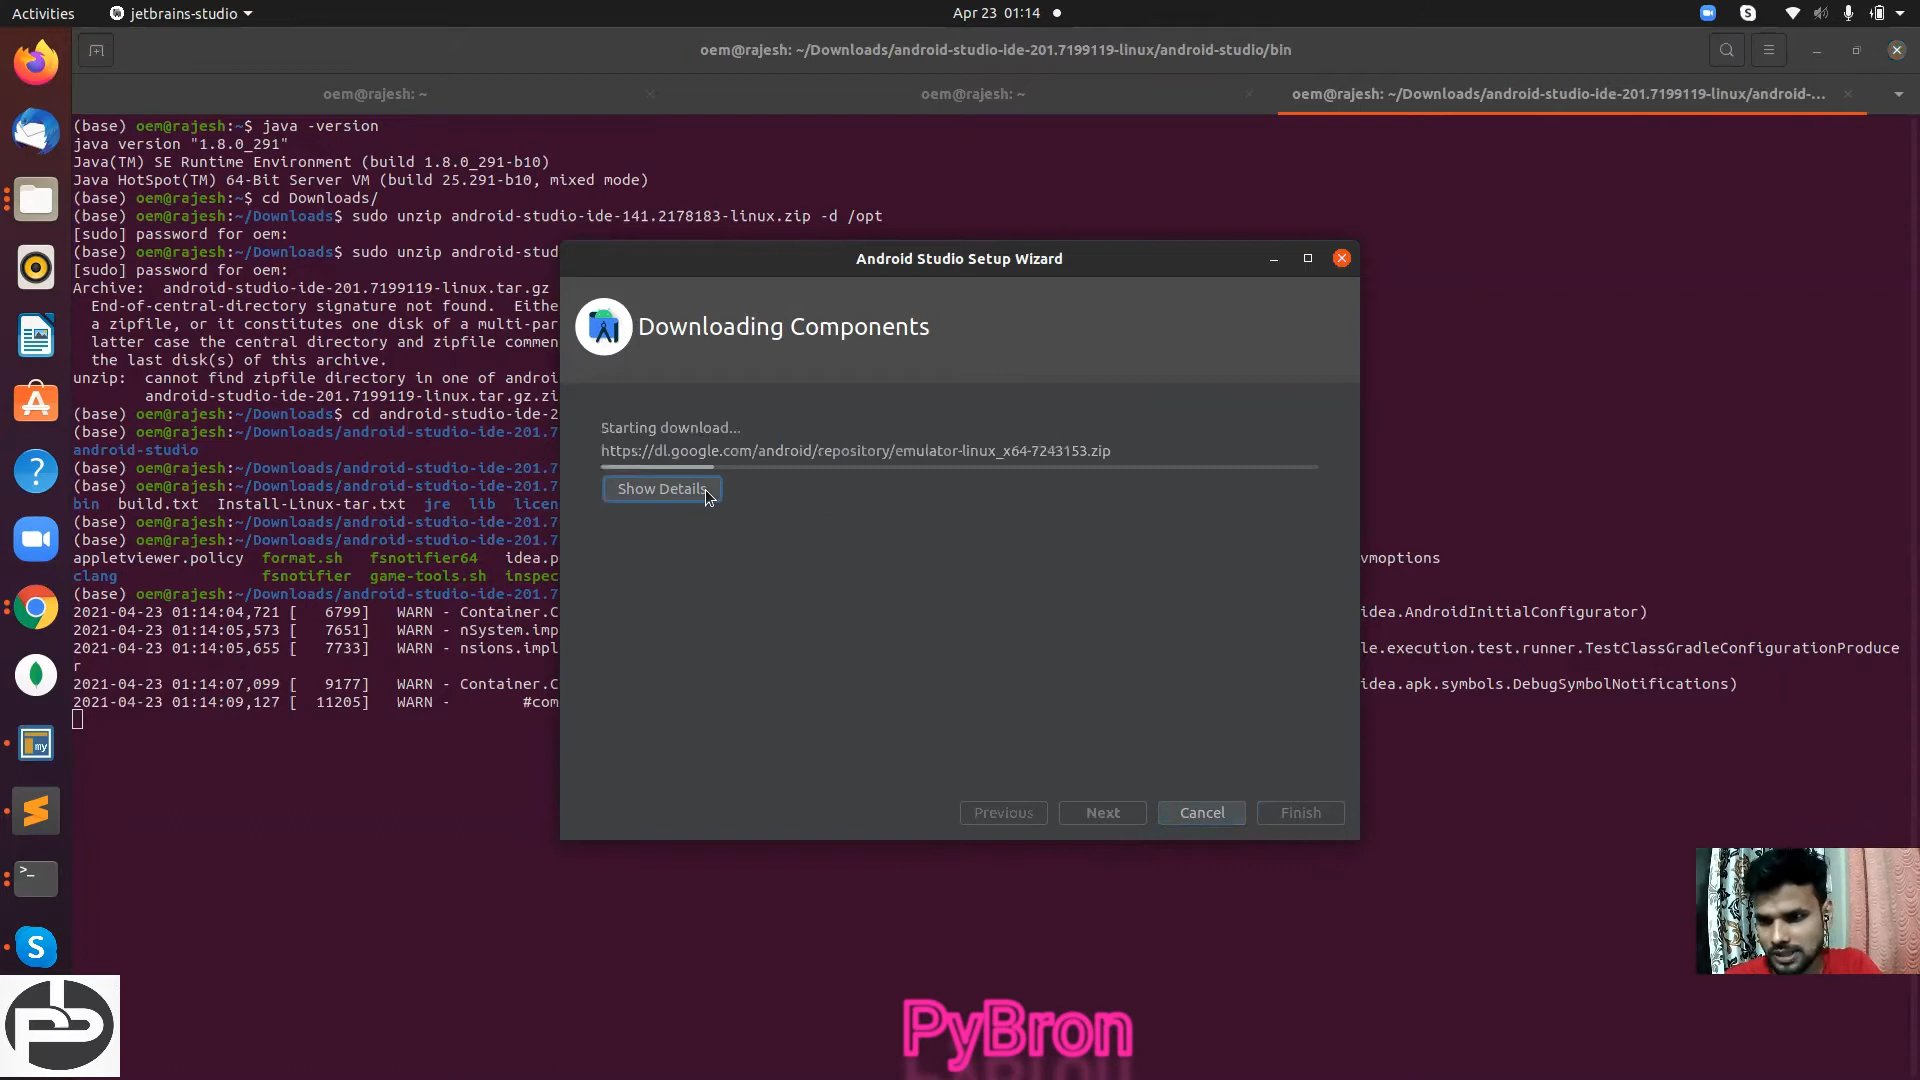 Activities
jetbrains-studio
Apr 23 01:14
oem@rajesh: ~/Downloads/android-studio-ide-201.7199119-linux/android-studio/bin
oem@rajesh: ~
oem@rajesh: ~
oem@rajesh: ~/Downloads/android-studio-ide-201.7199119-linux/android-...
(base) oem@rajesh:~$ java -version
java version "1.8.0_291"
Java(TM) SE Runtime Environment (build 1.8.0_291-b10)
Java HotSpot(TM) 64-Bit Server VM (build 25.291-b10, mixed mode)
(base) oem@rajesh:~$ cd Downloads/
(base) oem@rajesh:~/Downloads$ sudo unzip android-studio-ide-141.2178183-linux.zip -d /opt
[sudo] password for oem:
(base) oem@rajesh:~/Downloads$ sudo unzip android-stud
[sudo] password for oem:
Archive:  android-studio-ide-201.7199119-linux.tar.gz
End-of-central-directory signature not found.  Eithe
a zipfile, or it constitutes one disk of a multi-par
latter case the central directory and zipfile commen
the last disk(s) of this archive.
unzip:  cannot find zipfile directory in one of androi
android-studio-ide-201.7199119-linux.tar.gz.zi
(base) oem@rajesh:~/Downloads$ cd android-studio-ide-2
(base) oem@rajesh:~/Downloads/android-studio-ide-201.7
android-studio
(base) oem@rajesh:~/Downloads/android-studio-ide-201.7
(base) oem@rajesh:~/Downloads/android-studio-ide-201.7
bin  build.txt  Install-Linux-tar.txt  jre  lib  licen
(base) oem@rajesh:~/Downloads/android-studio-ide-201.7
(base) oem@rajesh:~/Downloads/android-studio-ide-201.7
appletviewer.policy  format.sh  fsnotifier64  idea.p vmoptions
clang  fsnotifier  game-tools.sh  inspec
(base) oem@rajesh:~/Downloads/android-studio-ide-201.7
2021-04-23 01:14:04,721 [   6799]   WARN - Container.C idea.AndroidInitialConfigurator)
2021-04-23 01:14:05,573 [   7651]   WARN - nSystem.imp
2021-04-23 01:14:05,655 [   7733]   WARN - nsions.impl le.execution.test.runner.TestClassGradleConfigurationProduce
r
2021-04-23 01:14:07,099 [   9177]   WARN - Container.C idea.apk.symbols.DebugSymbolNotifications)
2021-04-23 01:14:09,127 [  11205]   WARN -        #com
Android Studio Setup Wizard
Downloading Components
Starting download...
https://dl.google.com/android/repository/emulator-linux_x64-7243153.zip
Show Details
Previous
Next
Cancel
Finish
my
PyBron